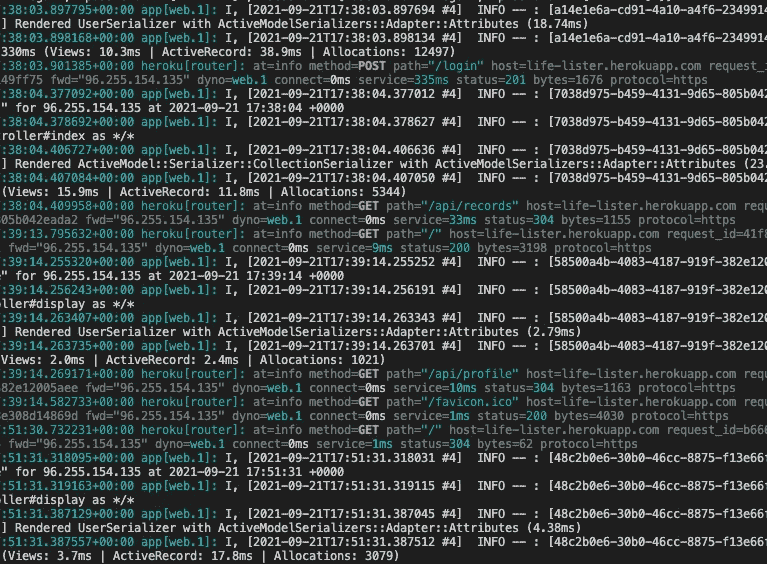 :38:03.897795+00:00 app[web.1]: I, [2021-09-21T17:38:03.897694 #4]  INFO -- : [a14e1e6a-cd91-4a10-a4f6-2349914
] Rendered UserSerializer with ActiveModelSerializers::Adapter::Attributes (18.74ms)
:38:03.898168+00:00 app[web.1]: I, [2021-09-21T17:38:03.898134 #4]  INFO -- : [a14e1e6a-cd91-4a10-a4f6-2349914
330ms (Views: 10.3ms | ActiveRecord: 38.9ms | Allocations: 12497)
:38:03.901385+00:00 heroku[router]: at=info method=POST path="/login" host=life-lister.herokuapp.com request_i
49ff75 fwd="96.255.154.135" dyno=web.1 connect=0ms service=335ms status=201 bytes=1676 protocol=https
:38:04.377092+00:00 app[web.1]: I, [2021-09-21T17:38:04.377012 #4]  INFO -- : [7038d975-b459-4131-9d65-805b042
" for 96.255.154.135 at 2021-09-21 17:38:04 +0000
:38:04.378692+00:00 app[web.1]: I, [2021-09-21T17:38:04.378627 #4]  INFO -- : [7038d975-b459-4131-9d65-805b042
roller#index as */*
:38:04.406727+00:00 app[web.1]: I, [2021-09-21T17:38:04.406636 #4]  INFO -- : [7038d975-b459-4131-9d65-805b042
] Rendered ActiveModel::Serializer::CollectionSerializer with ActiveModelSerializers::Adapter::Attributes (23.
:38:04.407084+00:00 app[web.1]: I, [2021-09-21T17:38:04.407050 #4]  INFO -- : [7038d975-b459-4131-9d65-805b042
(Views: 15.9ms | ActiveRecord: 11.8ms | Allocations: 5344)
:38:04.409958+00:00 heroku[router]: at=info method=GET path="/api/records" host=life-lister.herokuapp.com requ
805b042eada2 fwd="96.255.154.135" dyno=web.1 connect=0ms service=33ms status=304 bytes=1155 protocol=https
:39:13.795632+00:00 heroku[router]: at=info method=GET path="/" host=life-lister.herokuapp.com request_id=41f8
fwd="96.255.154.135" dyno=web.1 connect=0ms service=9ms status=200 bytes=3198 protocol=https
:39:14.255320+00:00 app[web.1]: I, [2021-09-21T17:39:14.255252 #4]  INFO -- : [58500a4b-4083-4187-919f-382e120
" for 96.255.154.135 at 2021-09-21 17:39:14 +0000
:39:14.256243+00:00 app[web.1]: I, [2021-09-21T17:39:14.256191 #4]  INFO -- : [58500a4b-4083-4187-919f-382e120
oller#display as */*
:39:14.263407+00:00 app[web.1]: I, [2021-09-21T17:39:14.263343 #4]  INFO -- : [58500a4b-4083-4187-919f-382e120
] Rendered UserSerializer with ActiveModelSerializers::Adapter::Attributes (2.79ms)
:39:14.263735+00:00 app[web.1]: I, [2021-09-21T17:39:14.263701 #4]  INFO -- : [58500a4b-4083-4187-919f-382e120
Views: 2.0ms | ActiveRecord: 2.4ms | Allocations: 1021)
:39:14.269171+00:00 heroku[router]: at=info method=GET path="/api/profile" host=life-lister.herokuapp.com requ
82e12005aee fwd="96.255.154.135" dyno=web.1 connect=0ms service=10ms status=304 bytes=1163 protocol=https
:39:14.582733+00:00 heroku[router]: at=info method=GET path="/favicon.ico" host=life-lister.herokuapp.com requ
8e308d14869d fwd="96.255.154.135" dyno=web.1 connect=0ms service=1ms status=200 bytes=4030 protocol=https
:51:30.732231+00:00 heroku[router]: at=info method=GET path="/" host=life-lister.herokuapp.com request_id=b666
fwd="96.255.154.135" dyno=web.1 connect=0ms service=1ms status=304 bytes=62 protocol=https
:51:31.318095+00:00 app[web.1]: I, [2021-09-21T17:51:31.318031 #4]  INFO -- : [48c2b0e6-30b0-46cc-8875-f13e66f
" for 96.255.154.135 at 2021-09-21 17:51:31 +0000
:51:31.319163+00:00 app[web.1]: I, [2021-09-21T17:51:31.319115 #4]  INFO -- : [48c2b0e6-30b0-46cc-8875-f13e66f
oller#display as */*
:51:31.387129+00:00 app[web.1]: I, [2021-09-21T17:51:31.387045 #4]  INFO -- : [48c2b0e6-30b0-46cc-8875-f13e66f
] Rendered UserSerializer with ActiveModelSerializers::Adapter::Attributes (4.38ms)
:51:31.387557+00:00 app[web.1]: I, [2021-09-21T17:51:31.387512 #4]  INFO -- : [48c2b0e6-30b0-46cc-8875-f13e66f
(Views: 3.7ms | ActiveRecord: 17.8ms | Allocations: 3079)